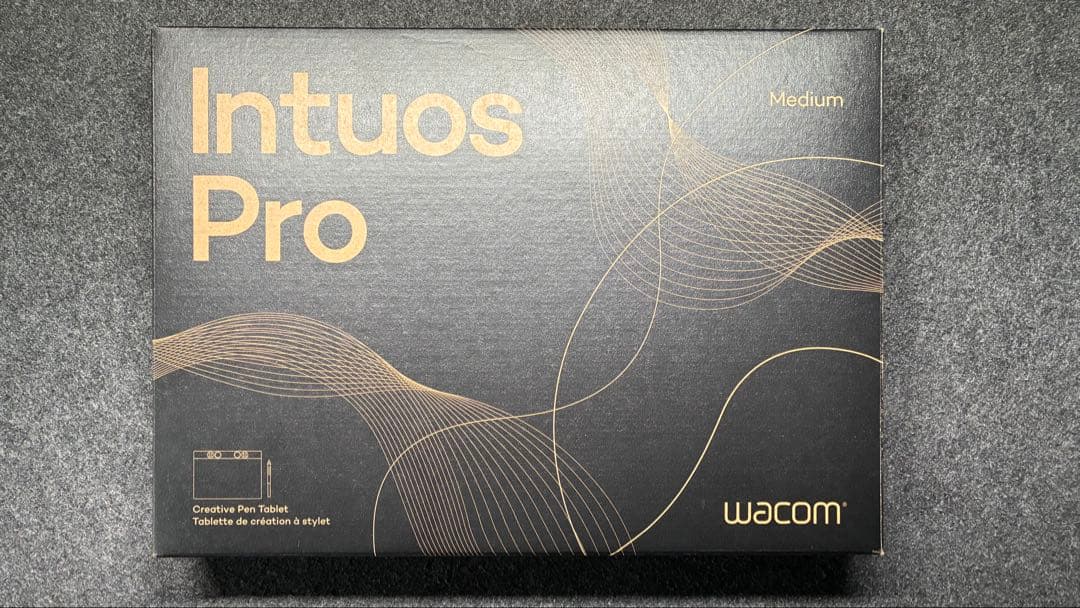 Intuos
Pro
Medium
Creative Pen Tablet
Tablette de création à stylet
wacom®